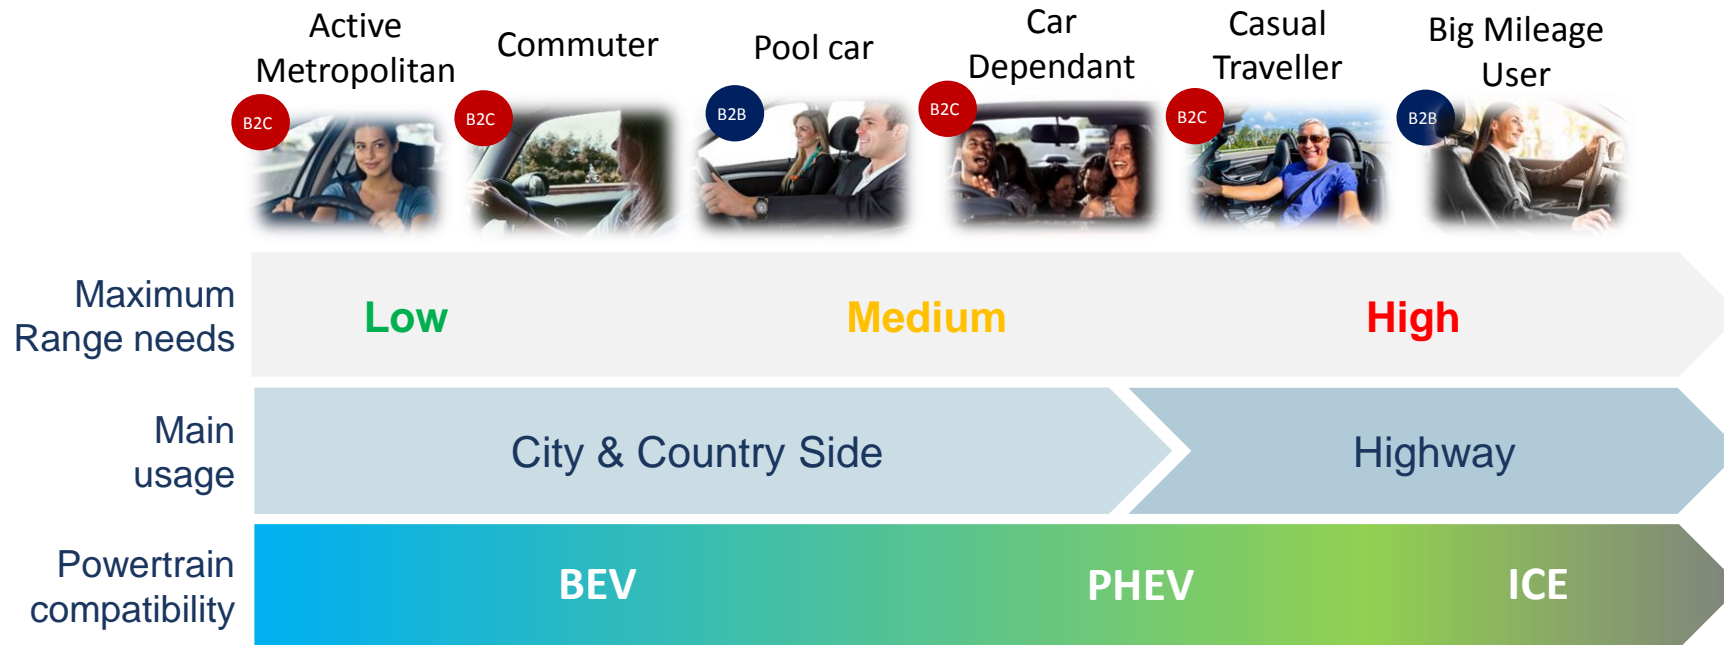 Active
Metropolitan
Commuter
Pool car
Car
Dependant
Casual
Traveller
Big Mileage
User
B2C
B2C
B2B
B2C
B2C
B2B
Maximum
Range needs
Low
Medium
High
Main
usage
City & Country Side
Highway
Powertrain
compatibility
BEV
PHEV
ICE